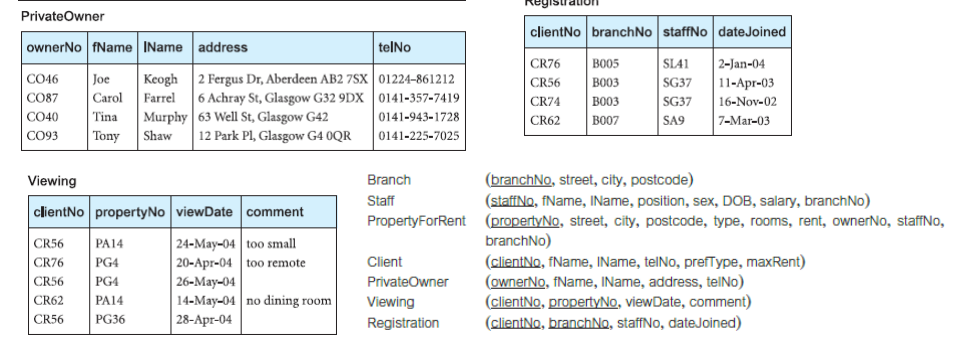 PrivateOwner
ownerNo fName lName address telNo
CO46 Joe Keogh 2 Fergus Dr, Aberdeen AB2 7SX 01224-861212
CO87 Carol Farrel 6 Achray St, Glasgow G32 9DX 0141-357-7419
CO40 Tina Murphy 63 Well St, Glasgow G42 0141-943-1728
CO93 Tony Shaw 12 Park Pl, Glasgow G4 0QR 0141-225-7025
Registration
clientNo branchNo staffNo dateJoined
CR76 B005 SL41 2-Jan-04
CR56 B003 SG37 11-Apr-03
CR74 B003 SG37 16-Nov-02
CR62 B007 SA9 7-Mar-03
Viewing
clientNo propertyNo viewDate comment
CR56 PA14 24-May-04 too small
CR76 PG4 20-Apr-04 too remote
CR56 PG4 26-May-04
CR62 PA14 14-May-04 no dining room
CR56 PG36 28-Apr-04
Branch (branchNo, street, city, postcode)
Staff (staffNo, fName, lName, position, sex, DOB, salary, branchNo)
PropertyForRent (propertyNo, street, city, postcode, type, rooms, rent, ownerNo, staffNo,
branchNo)
Client (clientNo, fName, lName, telNo, prefType, maxRent)
PrivateOwner (ownerNo, fName, lName, address, telNo)
Viewing (clientNo, propertyNo, viewDate, comment)
Registration (clientNo, branchNo, staffNo, dateJoined)